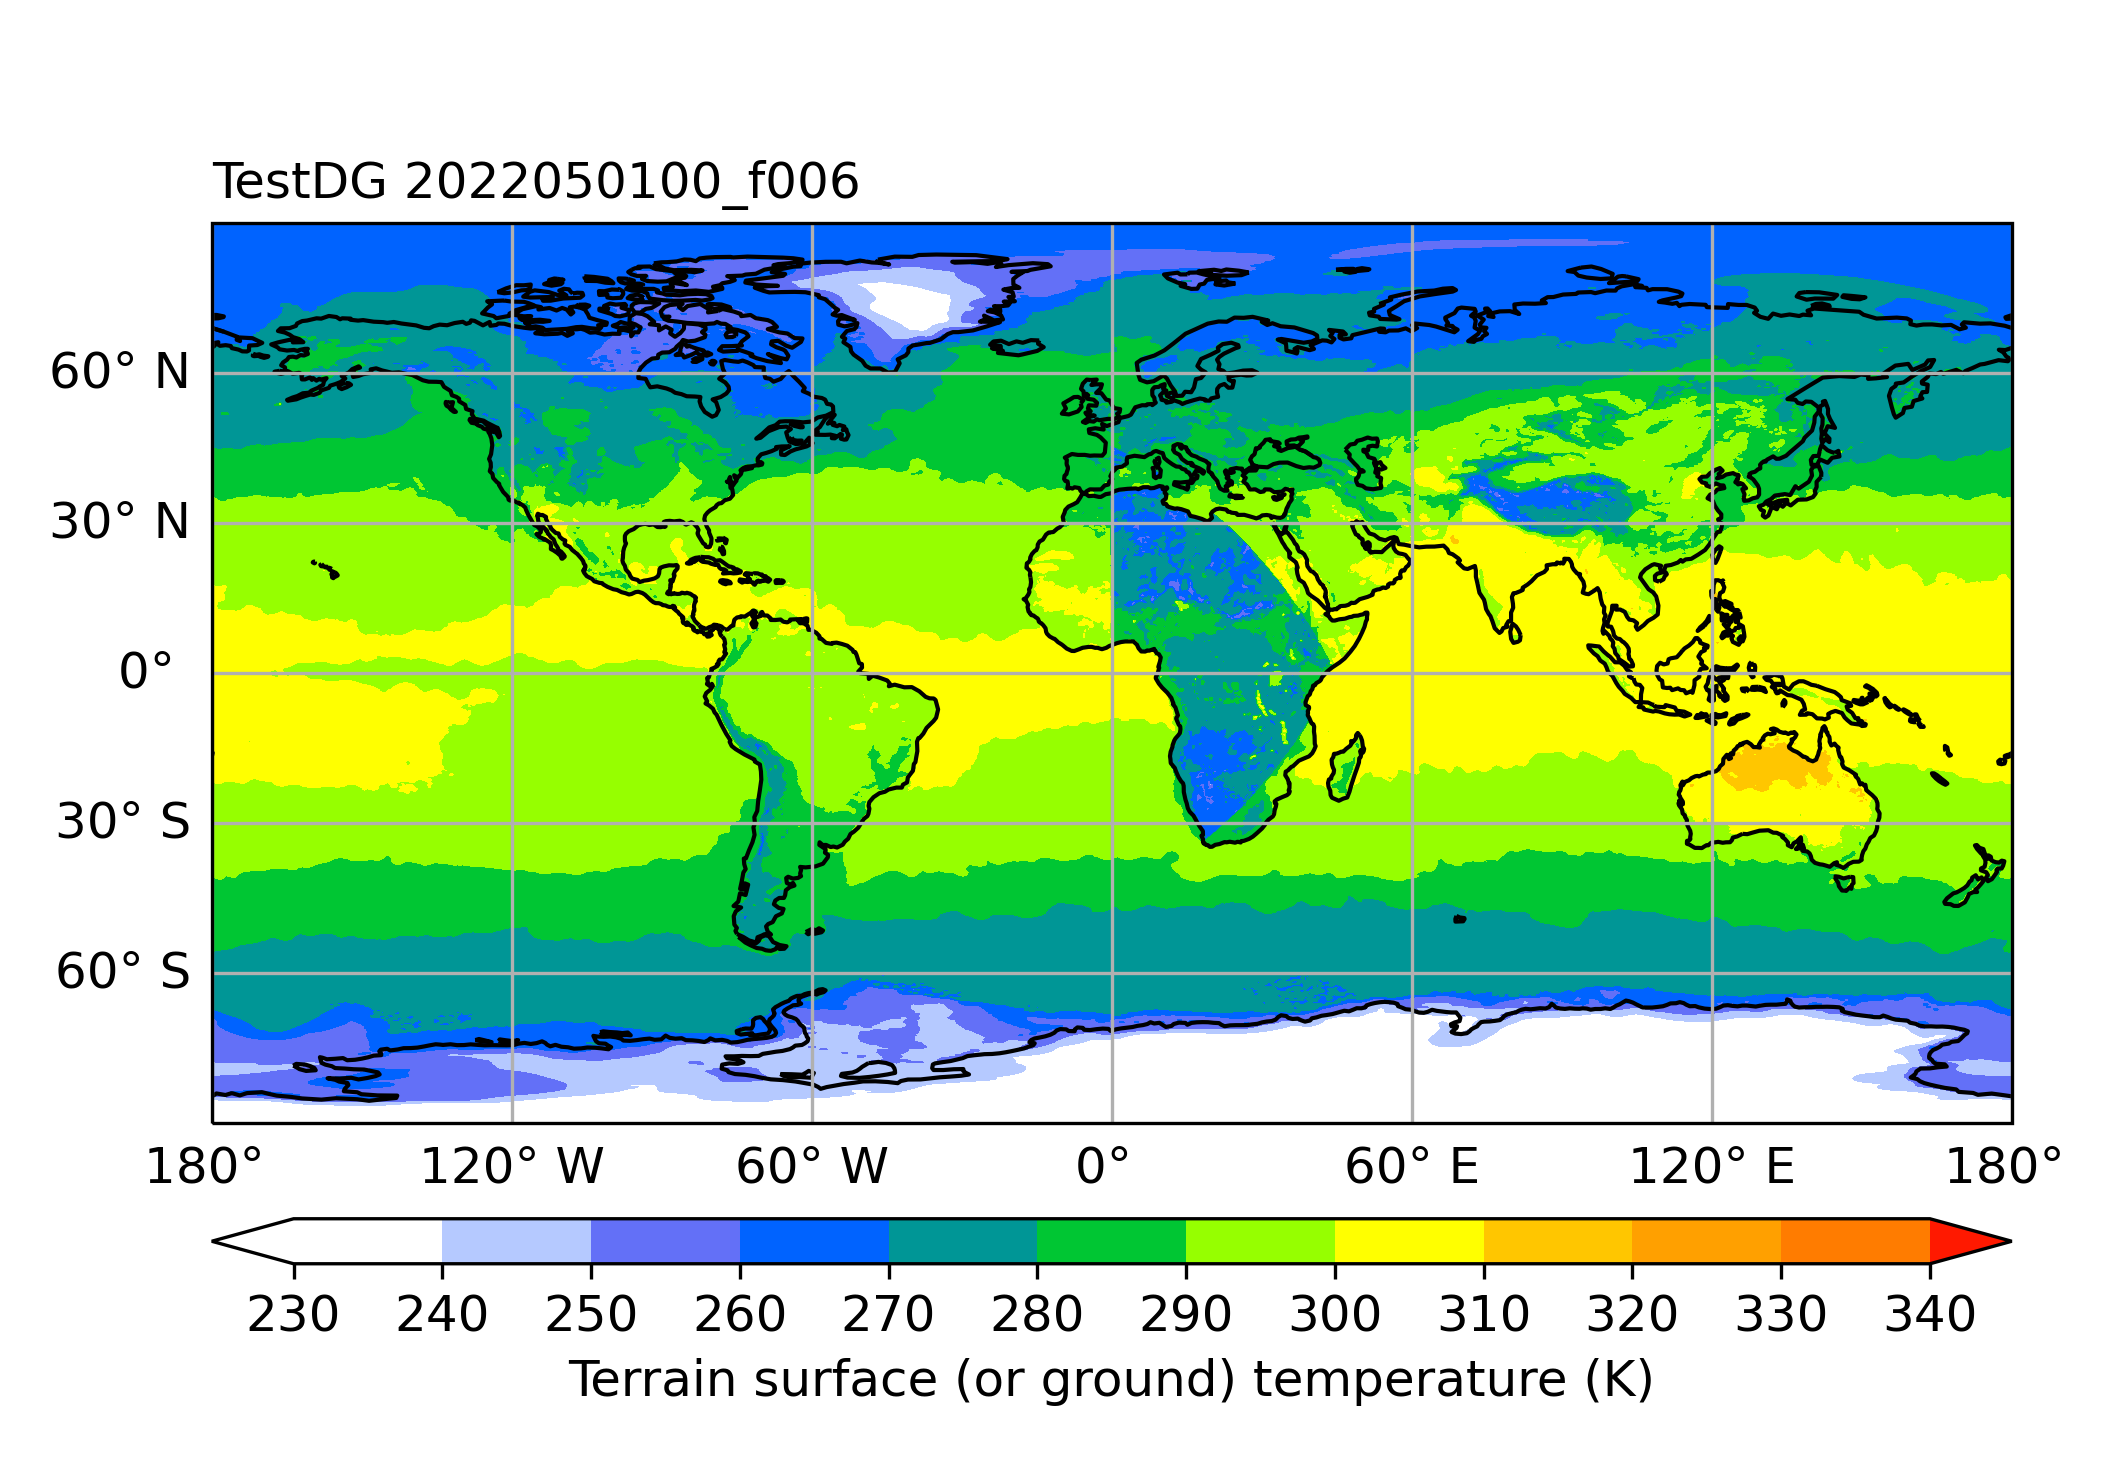 TestDG 2022050100_f006
60° N
30° N
0°
30° S
60° S
180° 120° W 60° W 0° 60° E 120° E 180°
230 240 250 260 270 280 290 300 310 320 330 340
Terrain surface (or ground) temperature (K)